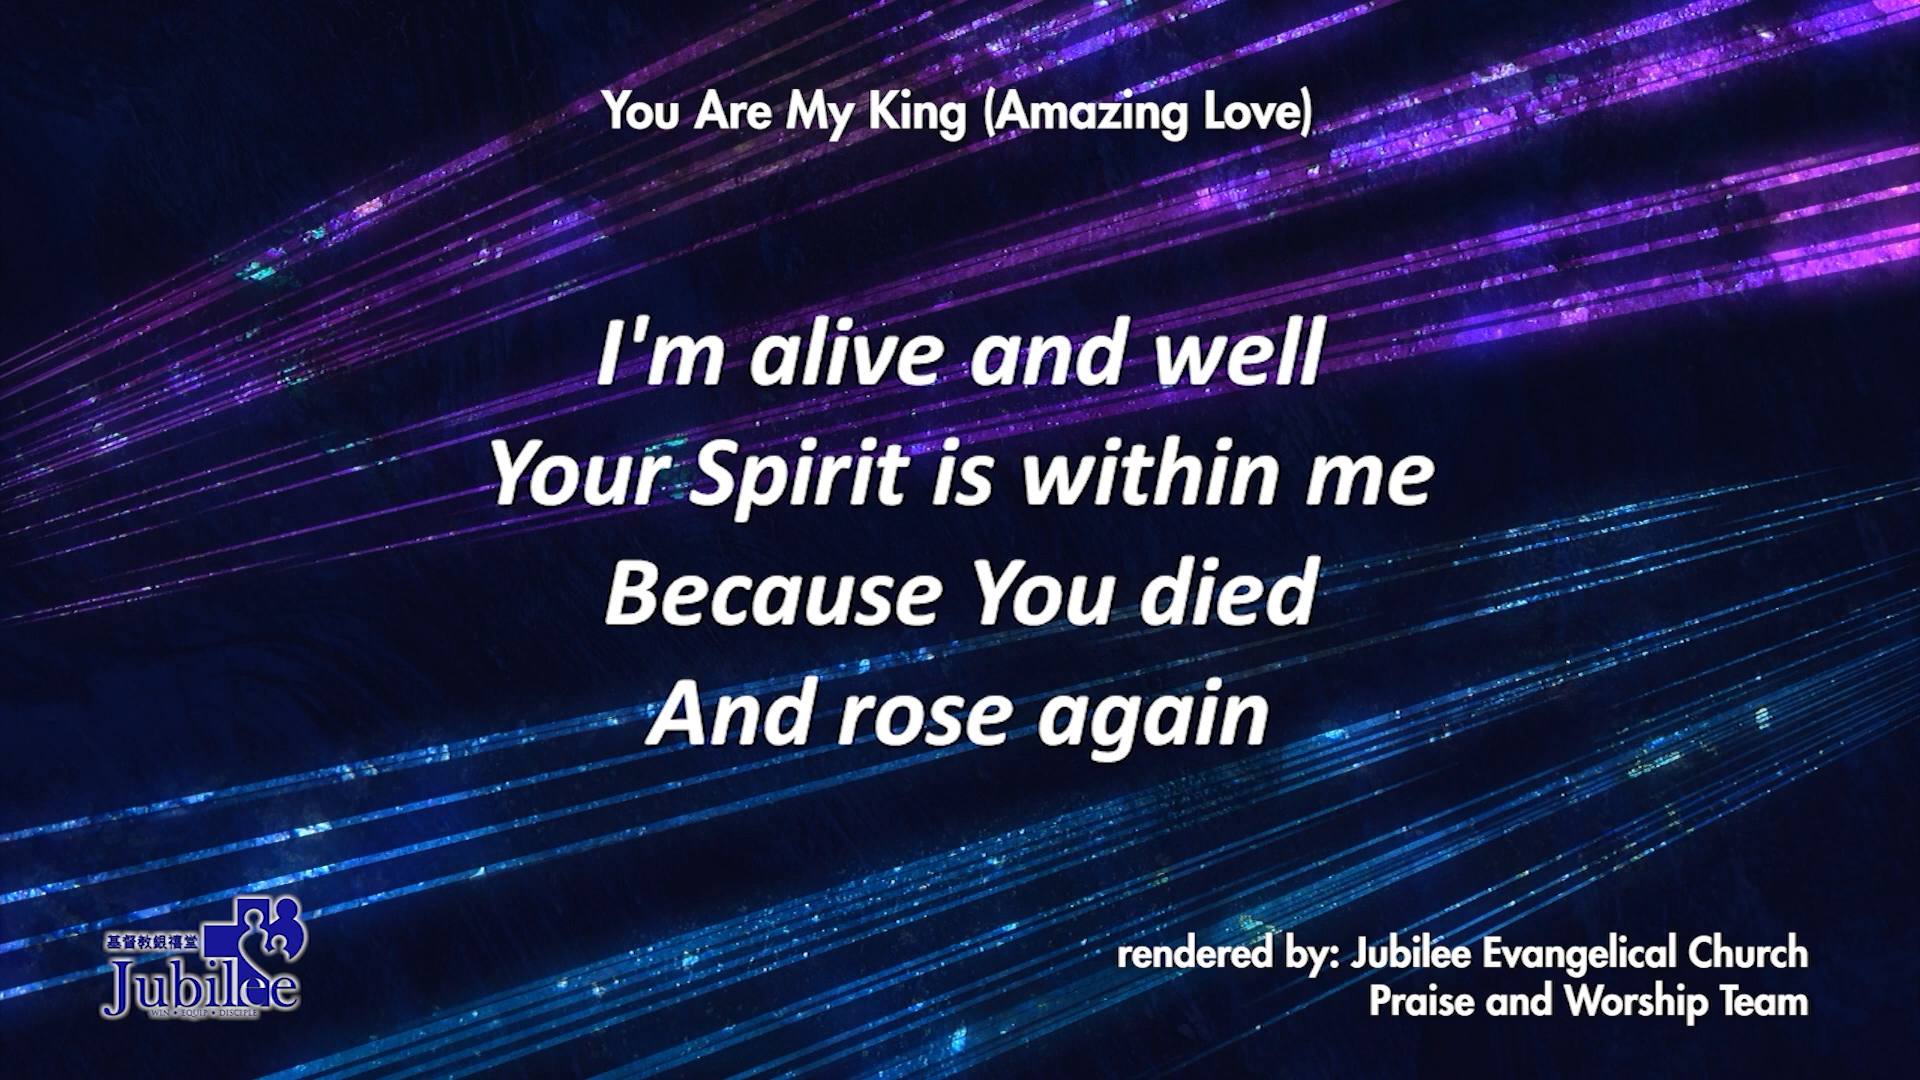 You Are My King (Amazing Love)
I'm alive and well
Your Spirit is within me
Because You died
And rose again
基督教銀禧堂
Jubilee
WIN • EQUIP • DISCIPLE
rendered by: Jubilee Evangelical Church
Praise and Worship Team